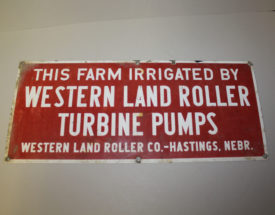 THIS FARM IRRIGATED BY
WESTERN LAND ROLLER
TURBINE PUMPS
WESTERN LAND ROLLER CO.-HASTINGS, NEBR.